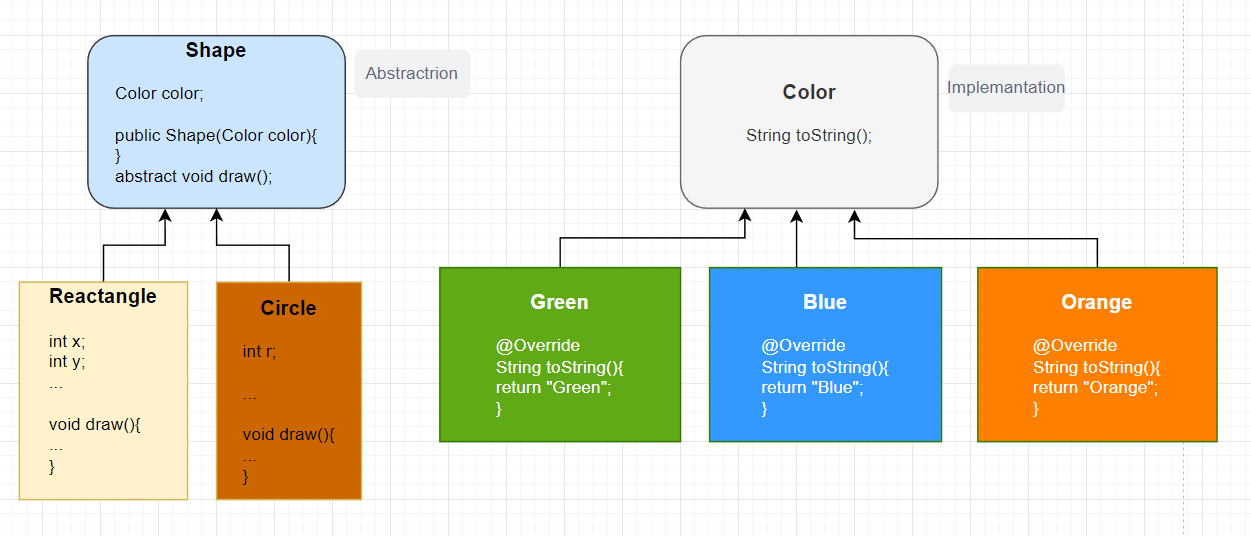 Shape
Color color;
public Shape(Color color){
}
abstract void draw();
Abstractrion
Color
String toString();
Implemantation
Reactangle
int x;
int y;
...
void draw(){
...
}
Circle
int r;
...
void draw(){
...
}
Green
@Override
String toString(){
return "Green";
}
Blue
@Override
String toString(){
return "Blue";
}
Orange
@Override
String toString(){
return "Orange";
}